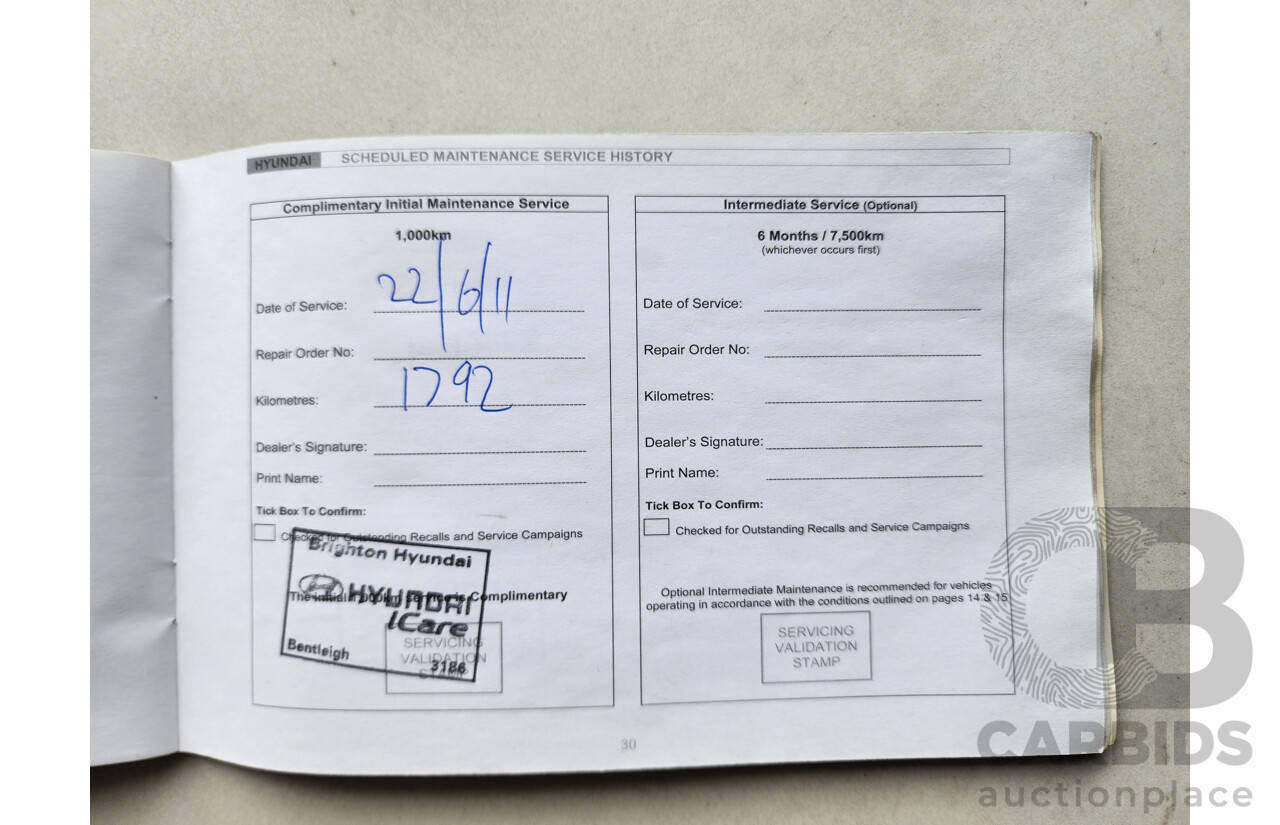 HYUNDAI SCHEDULED MAINTENANCE SERVICE HISTORY
Complimentary Initial Maintenance Service
1,000km
Date of Service: 22/6/11
Repair Order No:
Kilometres: 1792
Dealer's Signature:
Print Name:
Tick Box To Confirm:
Checked for Outstanding Recalls and Service Campaigns
Brighton Hyundai
The initial 1,000km Service is Complimentary
HYUNDAI
iCare
Bentleigh 3186
SERVICING
VALIDATION
STAMP
Intermediate Service (Optional)
6 Months / 7,500km
(whichever occurs first)
Date of Service:
Repair Order No:
Kilometres:
Dealer's Signature:
Print Name:
Tick Box To Confirm:
Checked for Outstanding Recalls and Service Campaigns
Optional Intermediate Maintenance is recommended for vehicles
operating in accordance with the conditions outlined on pages 14 & 15
SERVICING
VALIDATION
STAMP
30
CB
CARBIDS
auctionplace